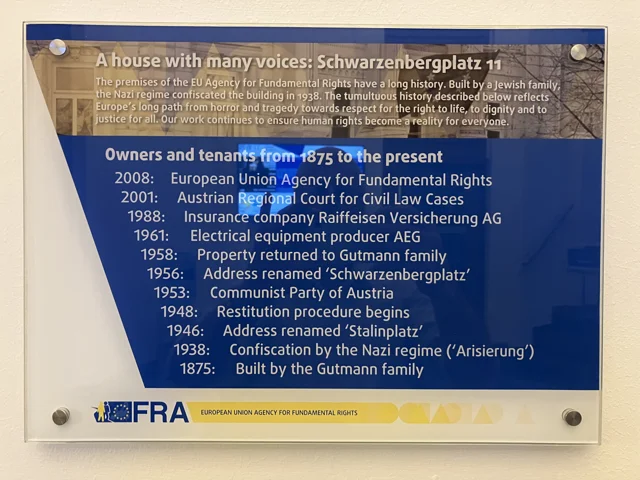 A house with many voices: Schwarzenbergplatz 11
The premises of the EU Agency for Fundamental Rights have a long history. Built by a Jewish family,
the Nazi regime confiscated the building in 1938. The tumultuous history described below reflects
Europe's long path from horror and tragedy towards respect for the right to life, to dignity and to
justice for all. Our work continues to ensure human rights become a reality for everyone.
Owners and tenants from 1875 to the present
2008: European Union Agency for Fundamental Rights
2001: Austrian Regional Court for Civil Law Cases
1988: Insurance company Raiffeisen Versicherung AG
1961: Electrical equipment producer AEG
1958: Property returned to Gutmann family
1956: Address renamed ‘Schwarzenbergplatz’
1953: Communist Party of Austria
1948: Restitution procedure begins
1946: Address renamed ‘Stalinplatz’
1938: Confiscation by the Nazi regime (‘Arisierung’)
1875: Built by the Gutmann family
FRA EUROPEAN UNION AGENCY FOR FUNDAMENTAL RIGHTS